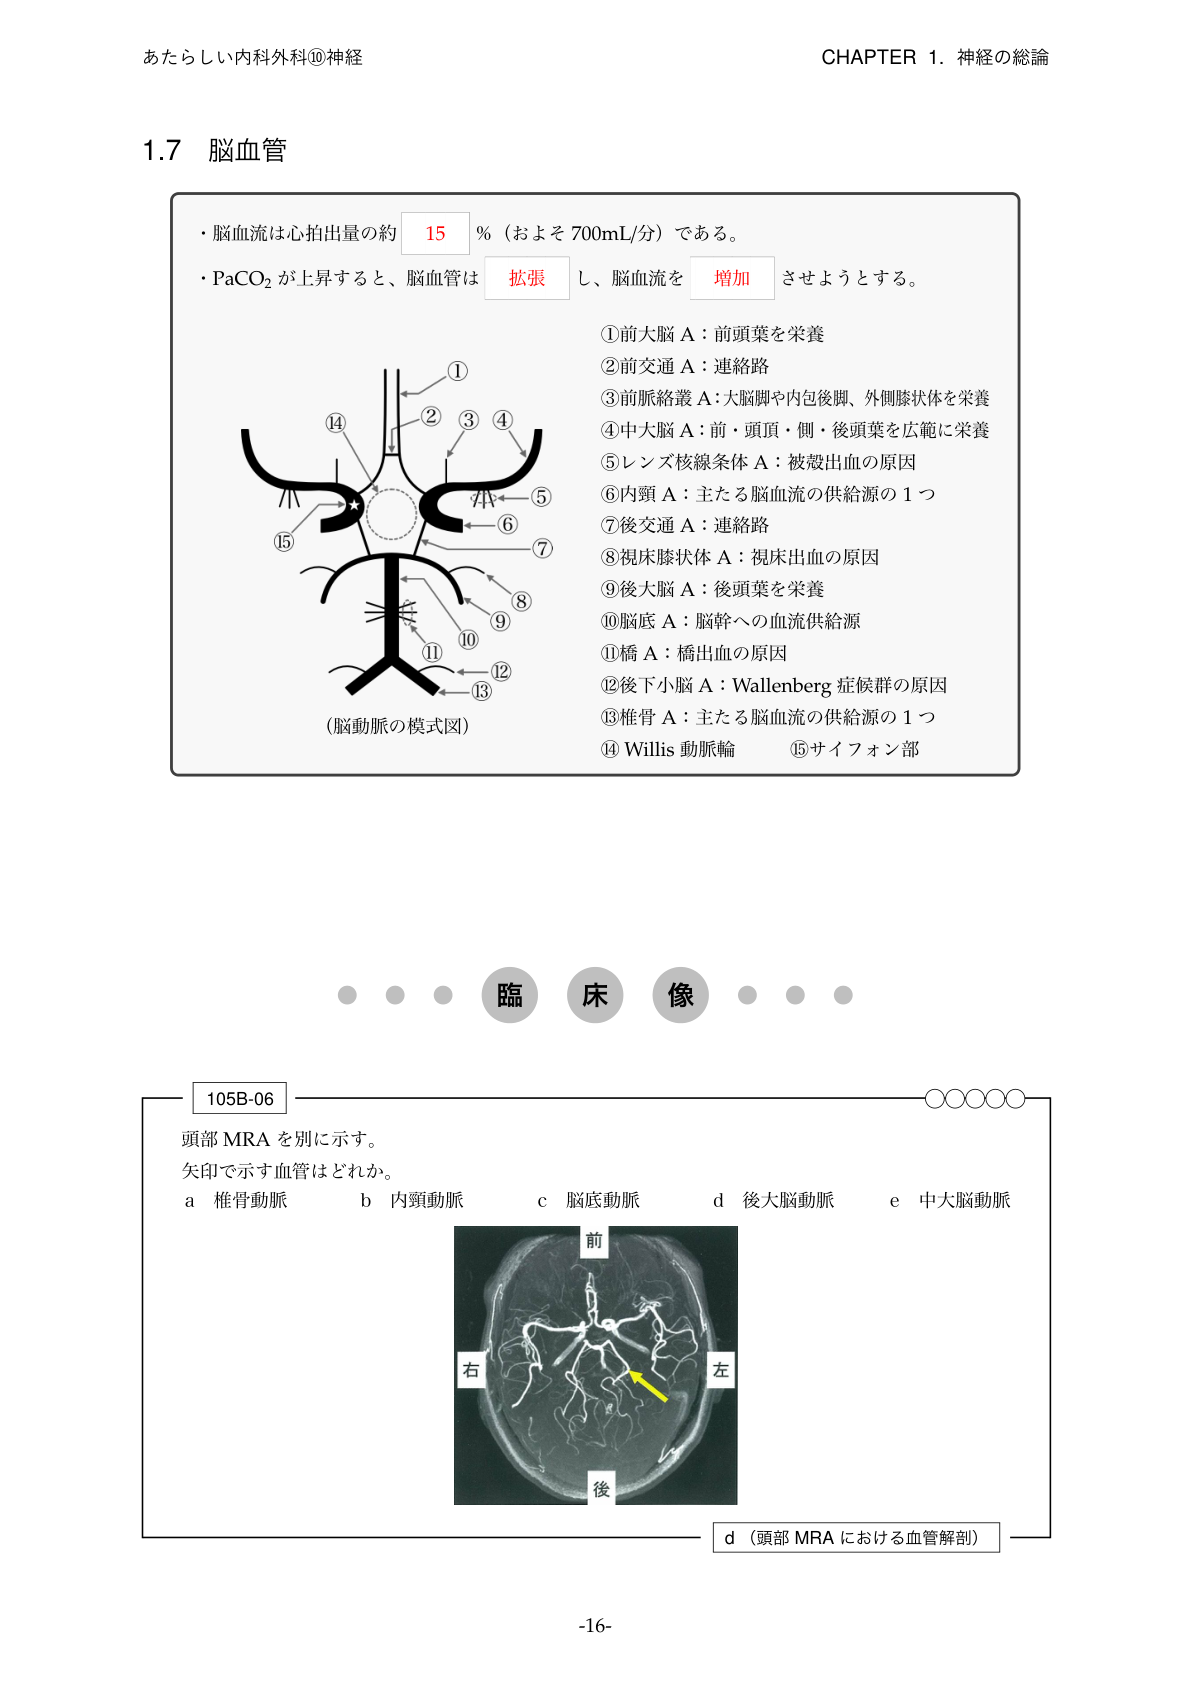 あたらしい内科外科⑩神経
CHAPTER 1. 神経の総論
1.7 脳血管
・脳血流は心拍出量の約 15 %（およそ 700mL/分）である。
・PaCO₂ が上昇すると、脳血管は 拡張 し、脳血流を 増加 させようとする。
①前大脳 A：前頭葉を栄養
②前交通 A：連絡路
③前脈絡叢 A：大脳脚や内包後脚、外側膝状体を栄養
④中大脳 A：前・頭頂・側・後頭葉を広範に栄養
⑤レンズ核線条体 A：被殻出血の原因
⑥内頸 A：主たる脳血流の供給源の 1 つ
⑦後交通 A：連絡路
⑧視床膝状体 A：視床出血の原因
⑨後大脳 A：後頭葉を栄養
⑩脳底 A：脳幹への血流供給源
⑪橋 A：橋出血の原因
⑫後下小脳 A：Wallenberg 症候群の原因
⑬椎骨 A：主たる脳血流の供給源の 1 つ
⑭ Willis 動脈輪 ⑮サイフォン部
①
②
③
④
⑭
⑤
⑥
⑮
⑦
⑧
⑨
⑩
⑪
⑫
⑬
（脳動脈の模式図）
臨 床 像
105B-06
頭部 MRA を別に示す。
矢印で示す血管はどれか。
a 椎骨動脈 b 内頸動脈 c 脳底動脈 d 後大脳動脈 e 中大脳動脈
前
右
左
後
d （頭部 MRA における血管解剖）
-16-